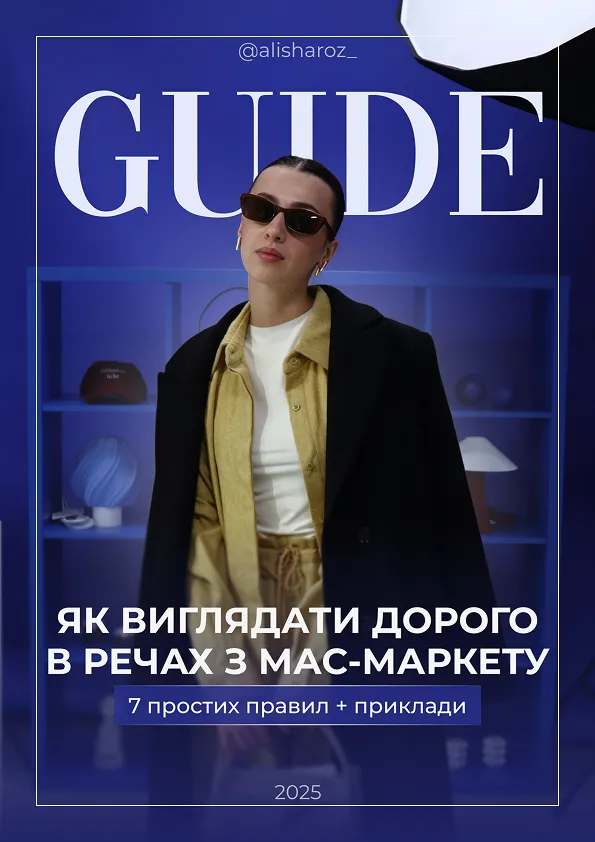 @alisharoz_
GUIDE
ЯК ВИГЛЯДАТИ ДОРОГО
В РЕЧАХ З МАС-МАРКЕТУ
7 простих правил + приклади
2025